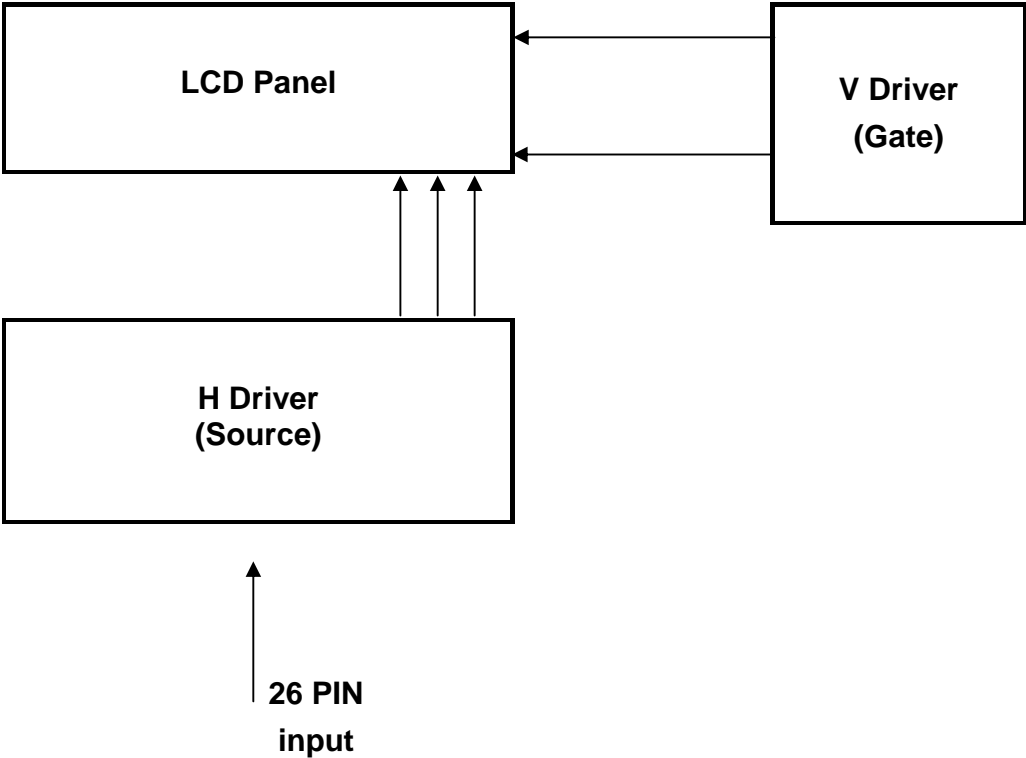 LCD Panel
V Driver
(Gate)
H Driver
(Source)
26 PIN
input